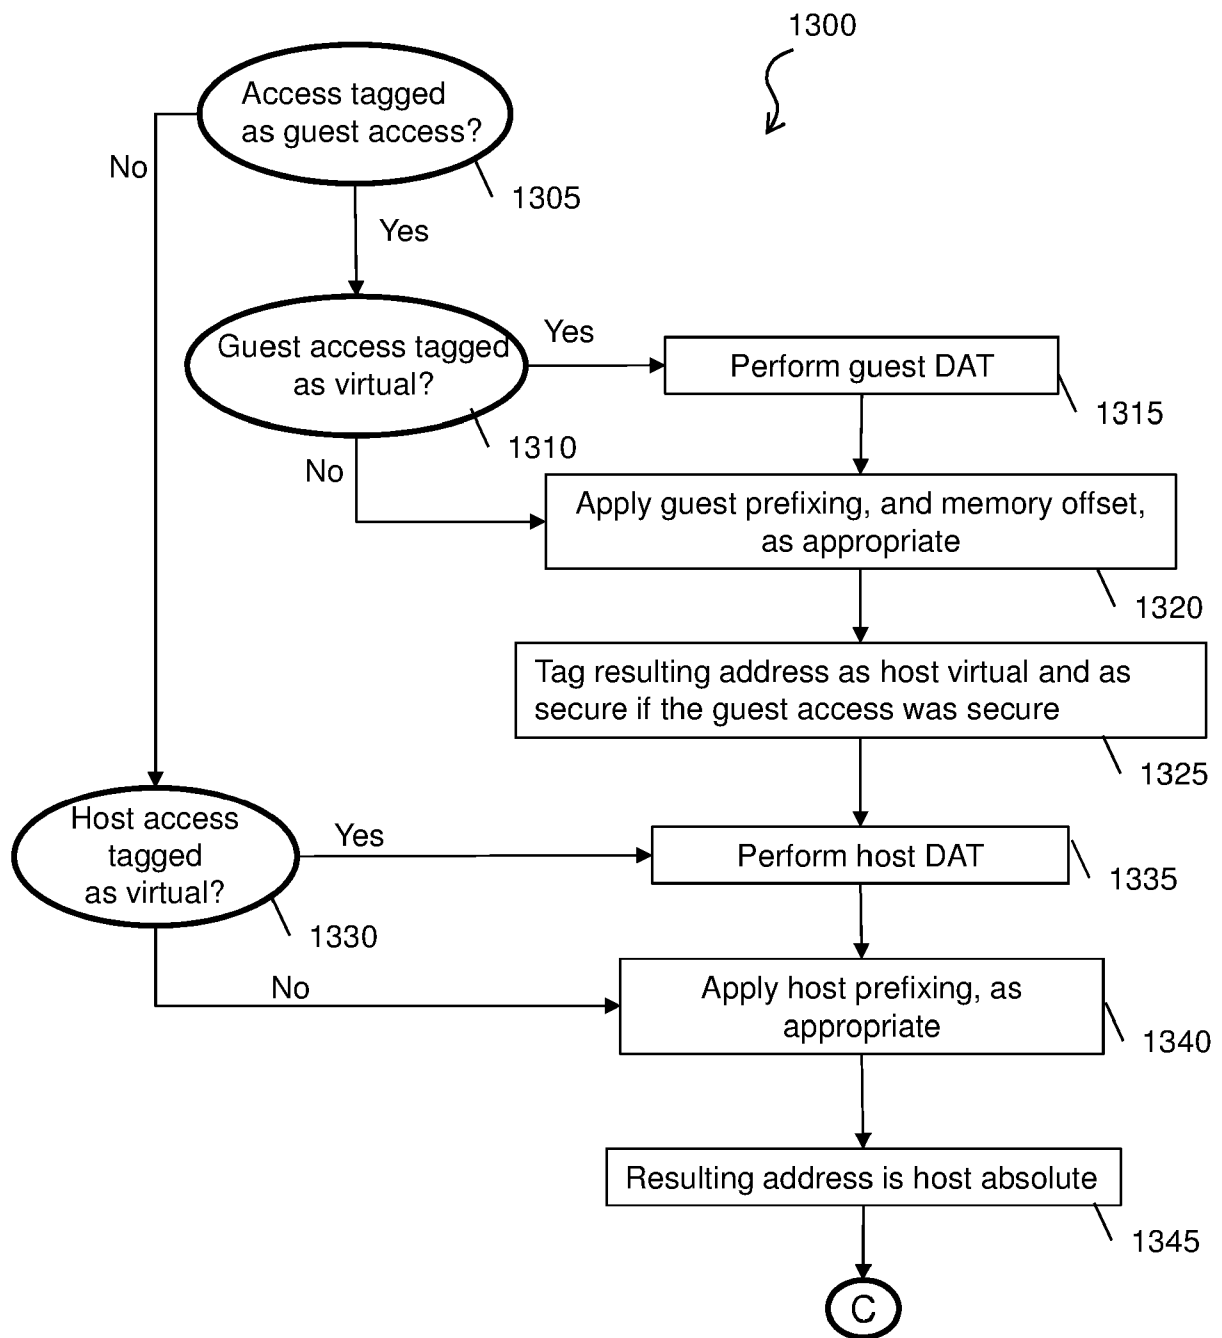 1300
Access tagged
as guest access?
No
1305
Yes
Guest access tagged
as virtual?
Yes
Perform guest DAT
1315
1310
No
Apply guest prefixing, and memory offset,
as appropriate
1320
Tag resulting address as host virtual and as
secure if the guest access was secure
1325
Host access
tagged
as virtual?
Yes
Perform host DAT
1335
1330
No
Apply host prefixing, as
appropriate
1340
Resulting address is host absolute
1345
C